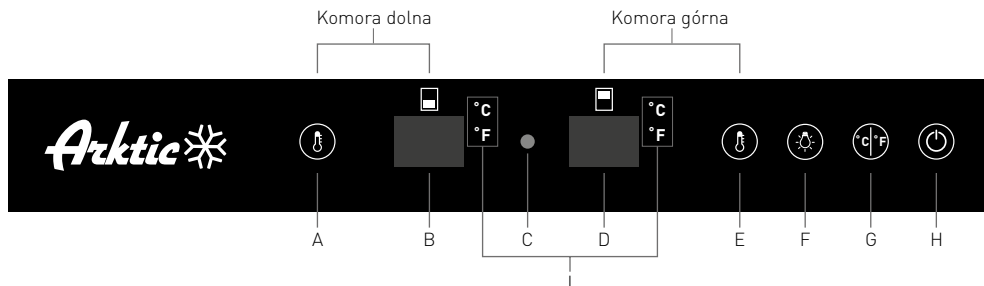 Komora dolna Komora górna
°C °C
°F °F
Arktic °C °F
A B C D E F G H
I